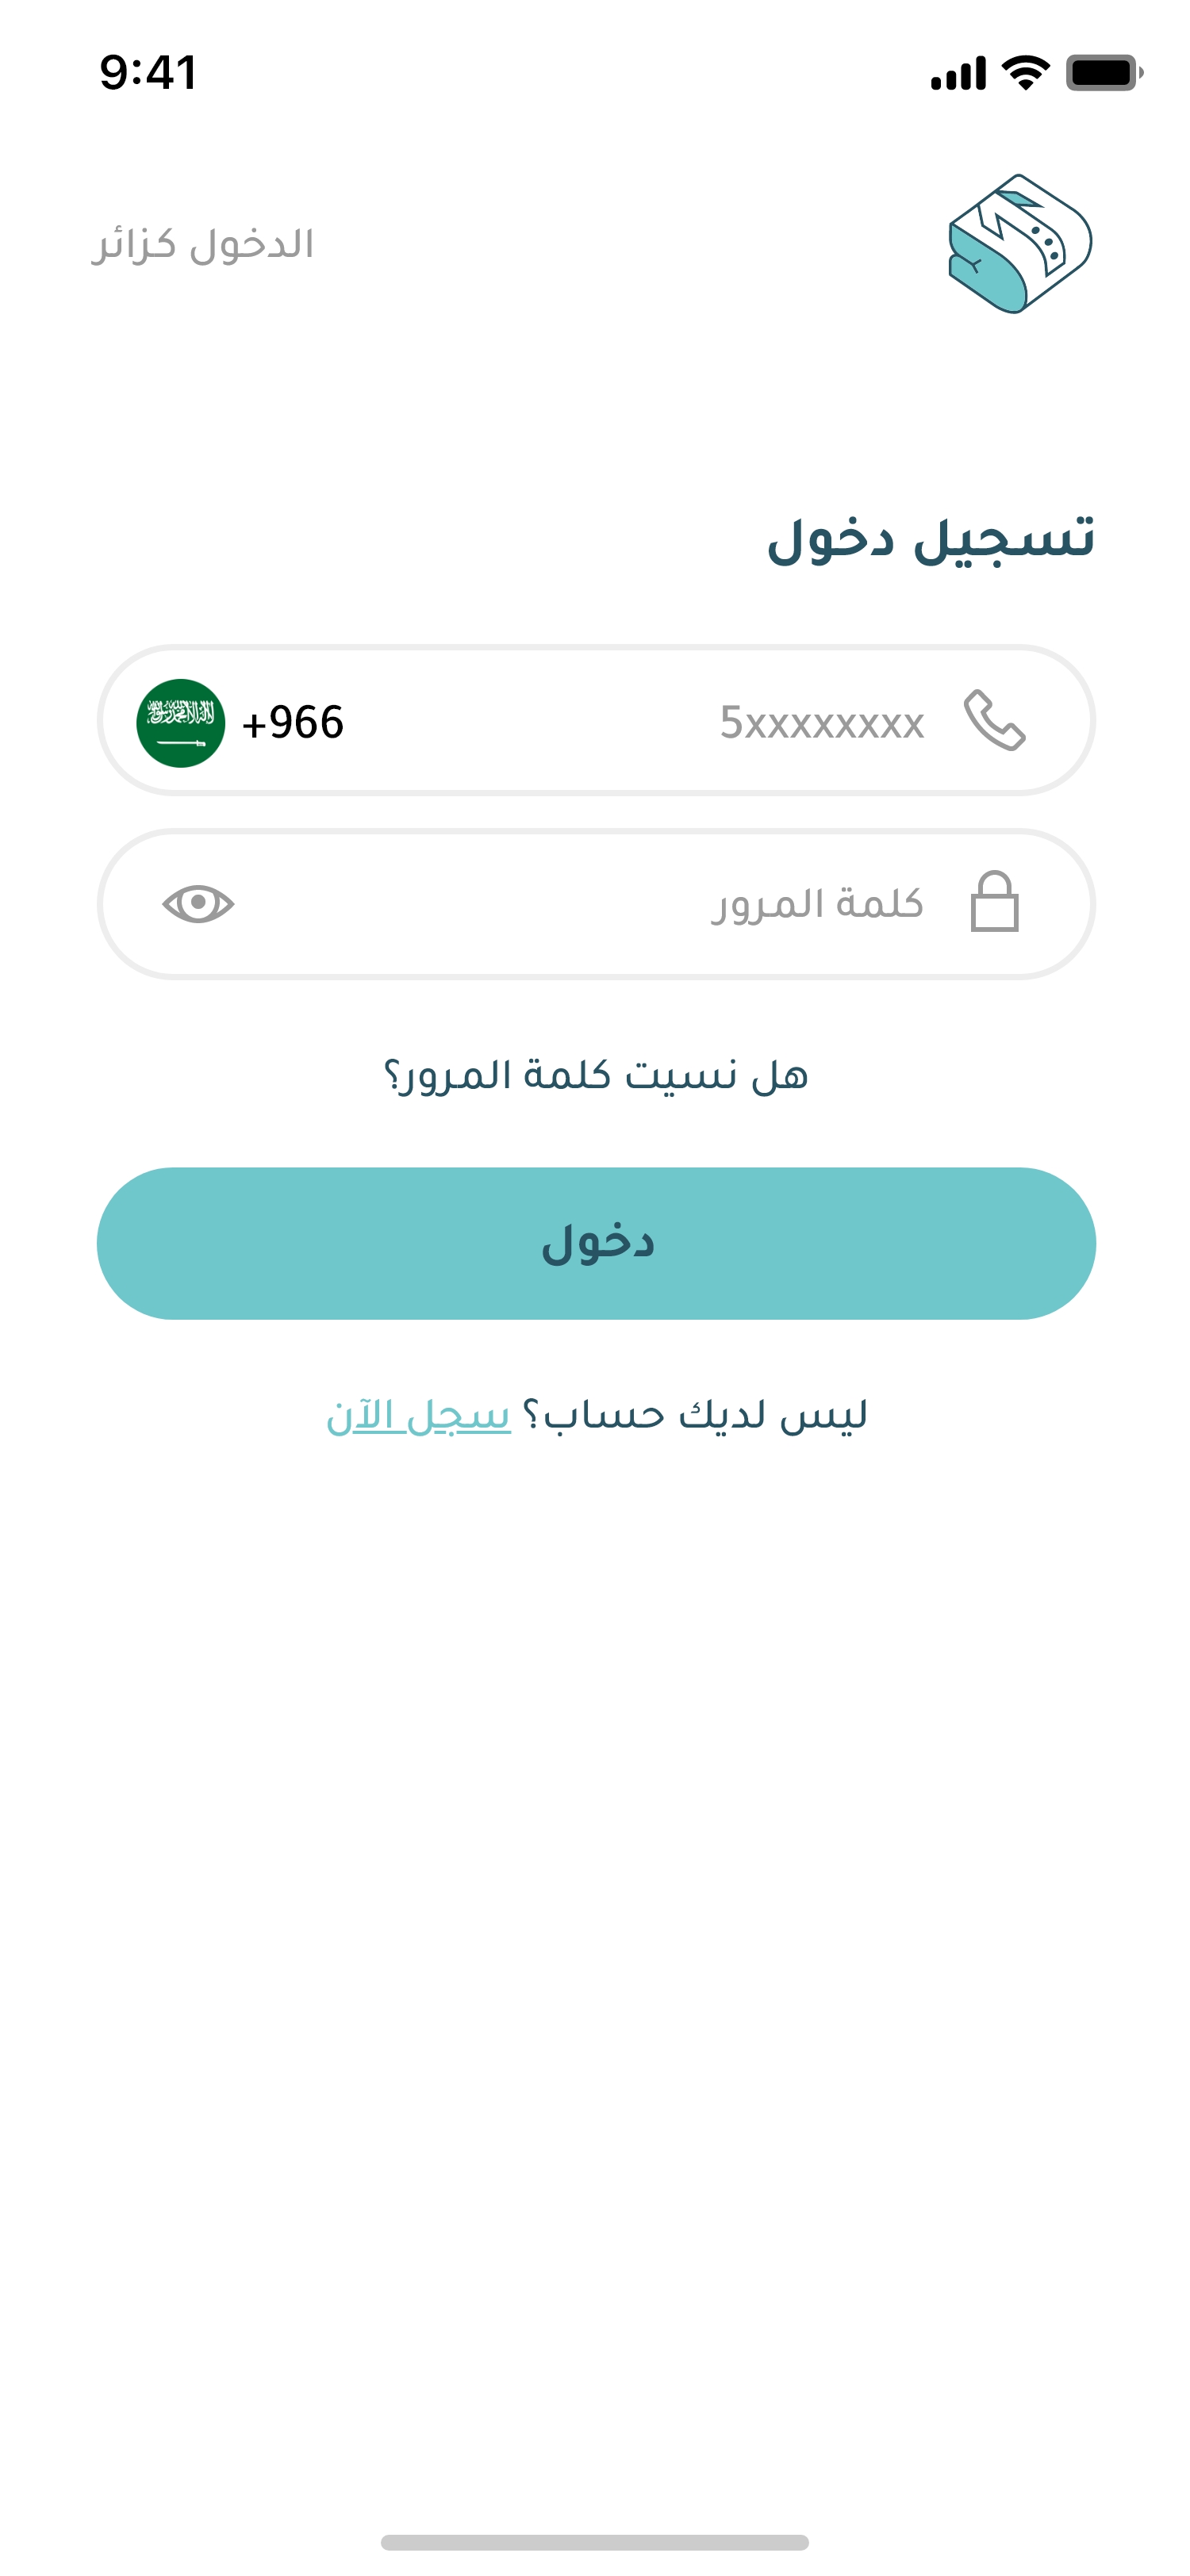 9:41
الدخول كزائر
تسجيل دخول
5xxxxxxxx
+966
كلمة المرور
هل نسيت كلمة المرور؟
دخول
ليس لديك حساب؟ سجل الآن